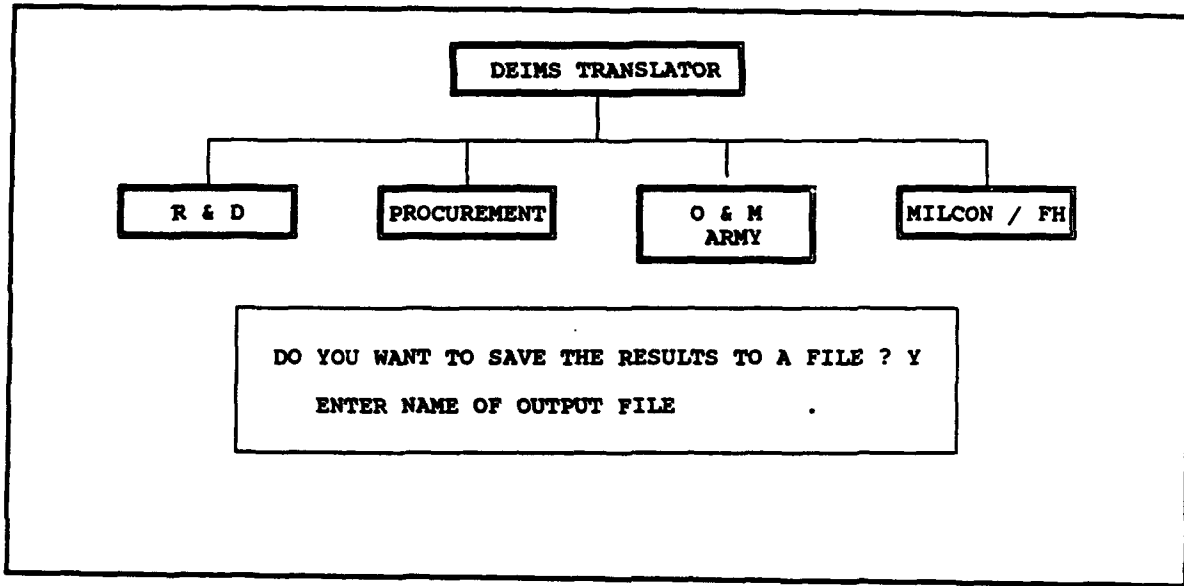 DEIMS TRANSLATOR
R & D
PROCUREMENT
O & M
ARMY
MILCON / FH
DO YOU WANT TO SAVE THE RESULTS TO A FILE ? Y
ENTER NAME OF OUTPUT FILE .